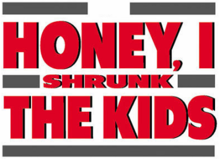 HONEY, I
SHRUNK
THE KIDS